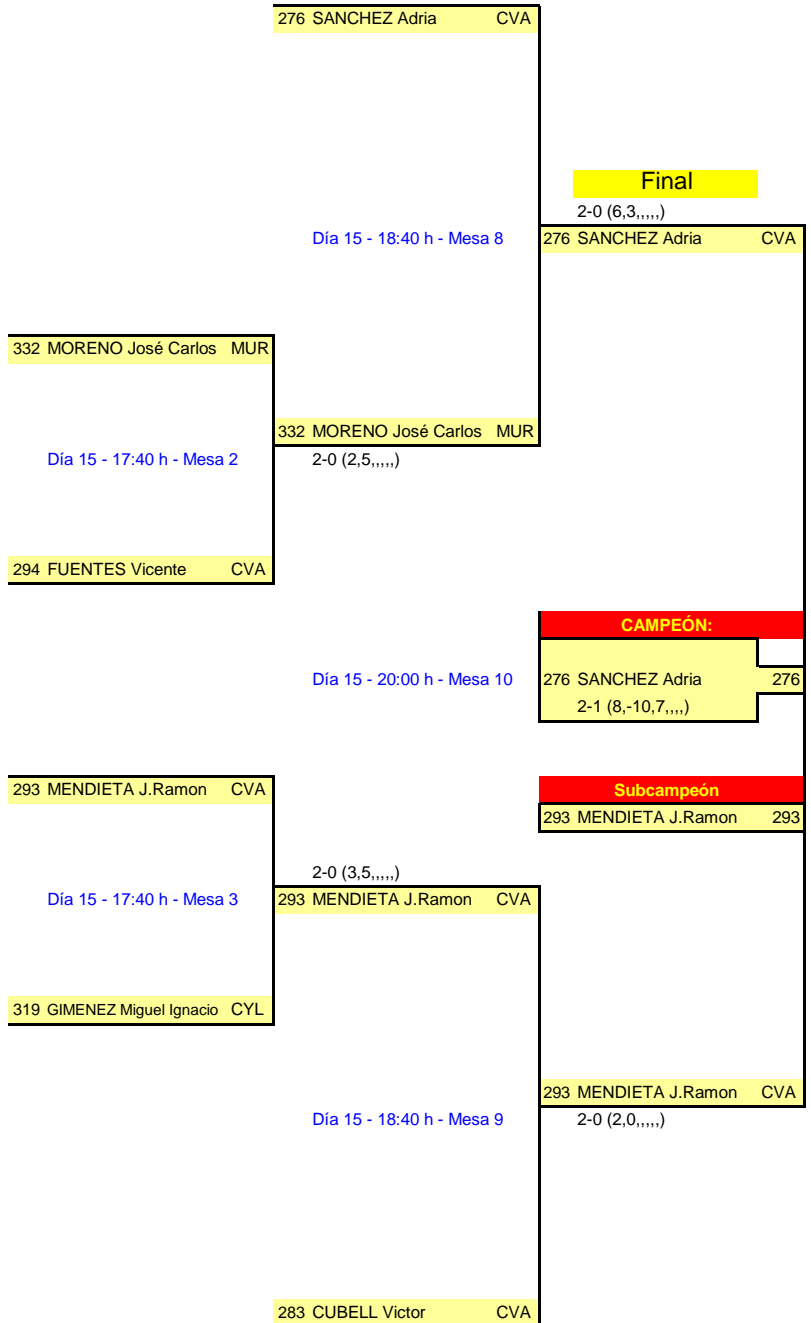 276 SANCHEZ Adria CVA
Final
2-0 (6,3,,,,,)
Día 15 - 18:40 h - Mesa 8
276 SANCHEZ Adria CVA
332 MORENO José Carlos MUR
332 MORENO José Carlos MUR
Día 15 - 17:40 h - Mesa 2
2-0 (2,5,,,,,)
294 FUENTES Vicente CVA
CAMPEÓN:
Día 15 - 20:00 h - Mesa 10
276 SANCHEZ Adria 276
2-1 (8,-10,7,,,,)
293 MENDIETA J.Ramon CVA
Subcampeón
293 MENDIETA J.Ramon 293
2-0 (3,5,,,,,)
Día 15 - 17:40 h - Mesa 3
293 MENDIETA J.Ramon CVA
319 GIMENEZ Miguel Ignacio CYL
293 MENDIETA J.Ramon CVA
Día 15 - 18:40 h - Mesa 9
2-0 (2,0,,,,,)
283 CUBELL Victor CVA